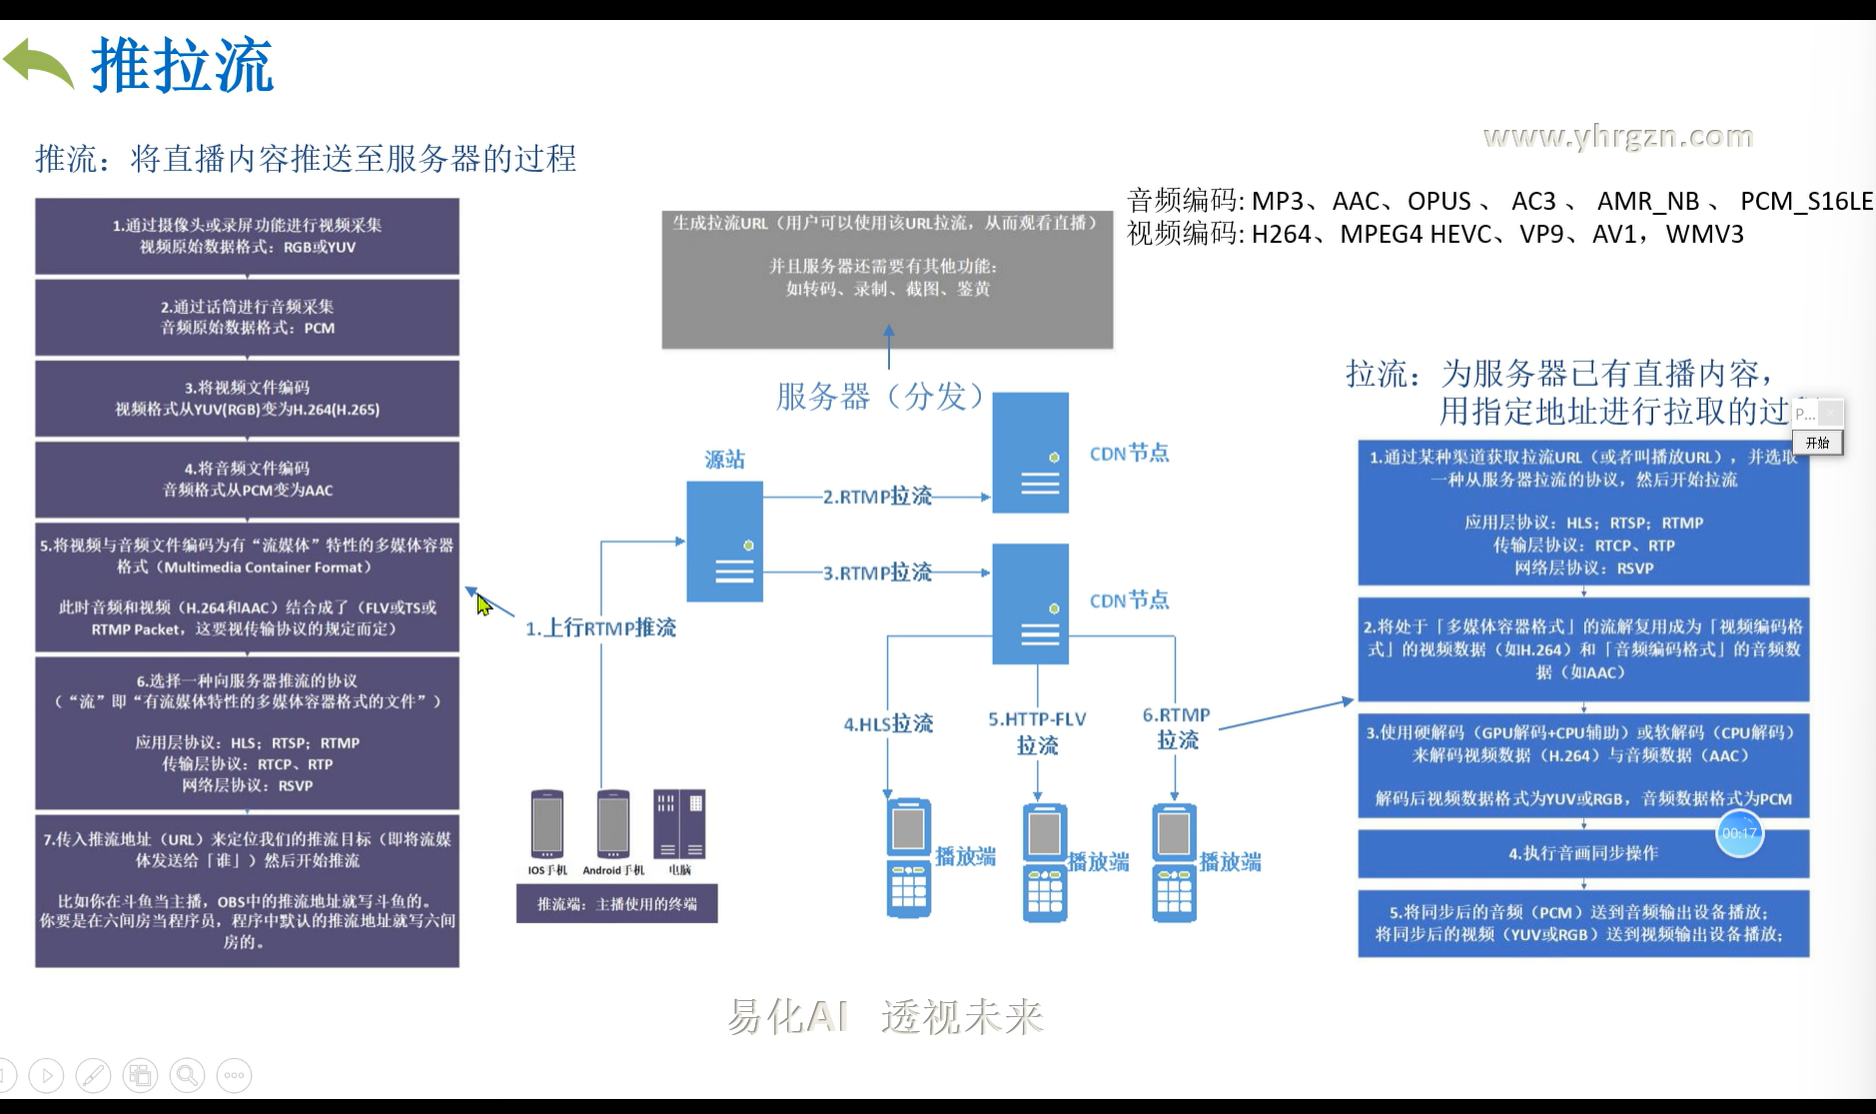 推拉流
www.yhrgzn.com
推流：将直播内容推送至服务器的过程
音频编码: MP3、AAC、OPUS 、 AC3 、 AMR_NB 、 PCM_S16LE
视频编码: H264、MPEG4 HEVC、VP9、AV1，WMV3
1.通过摄像头或录屏功能进行视频采集
视频原始数据格式：RGB或YUV
2.通过话筒进行音频采集
音频原始数据格式：PCM
3.将视频文件编码
视频格式从YUV(RGB)变为H.264(H.265)
4.将音频文件编码
音频格式从PCM变为AAC
5.将视频与音频文件编码为有“流媒体”特性的多媒体容器
格式（Multimedia Container Format）
此时音频和视频（H.264和AAC）结合成了（FLV或TS或
RTMP Packet，这要视传输协议的规定而定）
6.选择一种向服务器推流的协议
（“流”即“有流媒体特性的多媒体容器格式的文件”）
应用层协议：HLS；RTSP；RTMP
传输层协议：RTCP、RTP
网络层协议：RSVP
7.传入推流地址（URL）来定位我们的推流目标（即将流媒
体发送给「谁」）然后开始推流
比如你在斗鱼当主播，OBS中的推流地址就写斗鱼的。
你要是在六间房当程序员，程序中默认的推流地址就写六间
房的。
生成拉流URL（用户可以使用该URL拉流，从而观看直播）
并且服务器还需要有其他功能：
如转码、录制、截图、鉴黄
服务器（分发）
源站
CDN节点
2.RTMP拉流
3.RTMP拉流
CDN节点
1.上行RTMP推流
4.HLS拉流
5.HTTP-FLV
拉流
6.RTMP
拉流
IOS手机
Android手机
电脑
推流端：主播使用的终端
播放端
播放端
播放端
拉流：为服务器已有直播内容，
用指定地址进行拉取的过
P...
开始
1.通过某种渠道获取拉流URL（或者叫播放URL），并选取
一种从服务器拉流的协议，然后开始拉流
应用层协议：HLS；RTSP；RTMP
传输层协议：RTCP、RTP
网络层协议：RSVP
2.将处于「多媒体容器格式」的流解复用成为「视频编码格
式」的视频数据（如H.264）和「音频编码格式」的音频数
据（如AAC）
3.使用硬解码（GPU解码+CPU辅助）或软解码（CPU解码）
来解码视频数据（H.264）与音频数据（AAC）
解码后视频数据格式为YUV或RGB，音频数据格式为PCM
00:17
4.执行音画同步操作
5.将同步后的音频（PCM）送到音频输出设备播放；
将同步后的视频（YUV或RGB）送到视频输出设备播放；
易化AI 透视未来